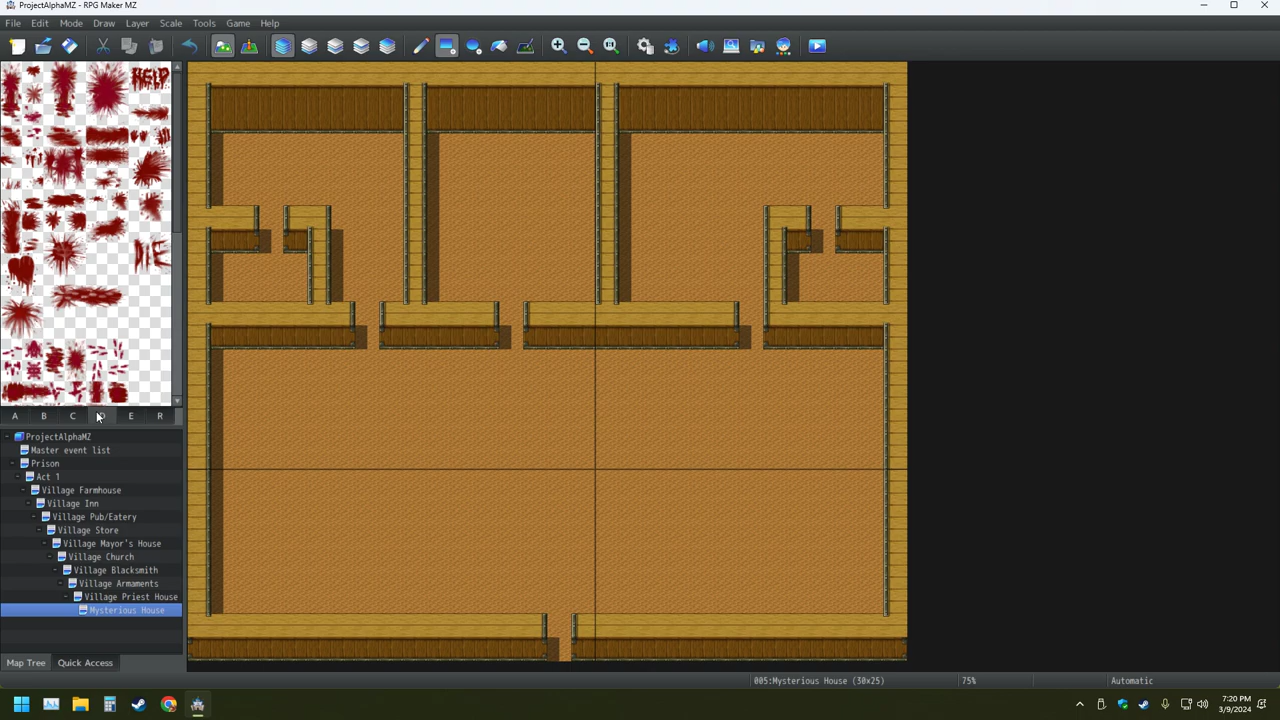 ProjectAlphaMZ - RPG Maker MZ
File Edit Mode Draw Layer Scale Tools Game Help
HELP
DIE
A B C D E R
ProjectAlphaMZ
Master event list
Prison
Act 1
Village Farmhouse
Village Inn
Village Pub/Eatery
Village Store
Village Mayor's House
Village Church
Village Blacksmith
Village Armaments
Village Priest House
Mysterious House
Map Tree Quick Access
005:Mysterious House (30x25) 75% Automatic
7:20 PM
3/9/2024